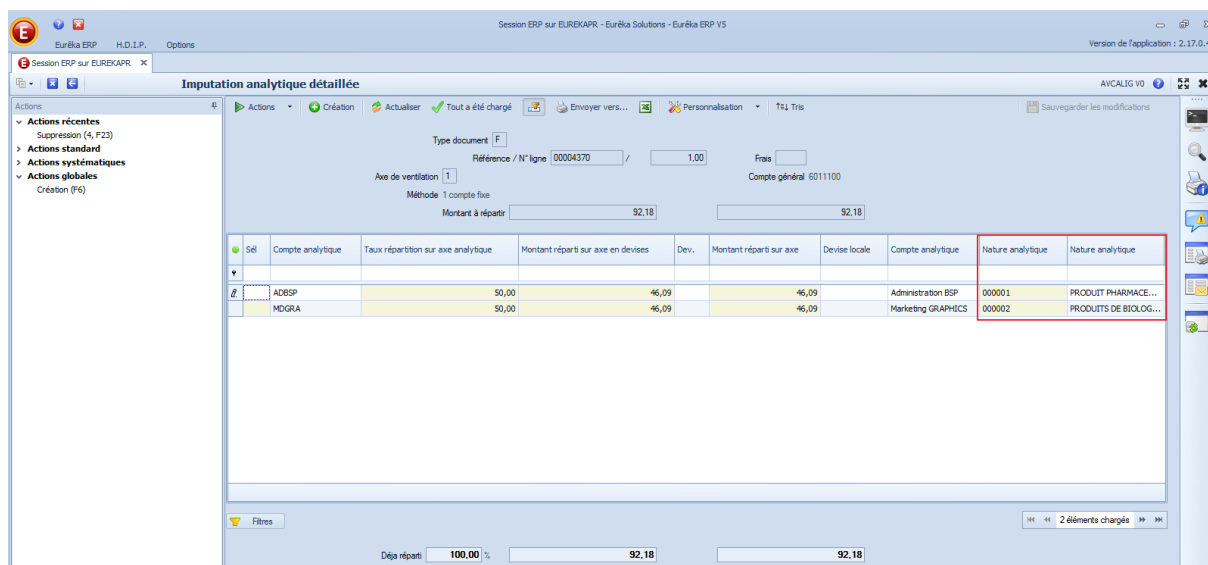 Session ERP sur EUREKAPR - Eurêka Solutions - Eurêka ERP V5
Eurêka ERP H.D.I.P. Options
Version de l'application : 2.17.0.
Session ERP sur EUREKAPR
Imputation analytique détaillée
AVCALIG V0
Actions
Actions Création Actualiser Tout a été chargé Envoyer vers... Personnalisation Tris
Sauvegarder les modifications
Actions récentes
Suppression (4, F23)
Actions standard
Actions systématiques
Actions globales
Création (F6)
Type document F
Référence / N° ligne 00004370 / 1,00 Frais
Axe de ventilation 1 Compte général 6011100
Méthode 1 compte fixe
Montant à répartir 92,18 92,18
Sél Compte analytique Taux répartition sur axe analytique Montant réparti sur axe en devises Dev. Montant réparti sur axe Devise locale Compte analytique Nature analytique Nature analytique
ADBSP 50,00 46,09 46,09 Administration BSP 000001 PRODUIT PHARMACE...
MDGRA 50,00 46,09 46,09 Marketing GRAPHICS 000002 PRODUITS DE BIOLOG...
Filtres
2 éléments chargés
Déja réparti 100,00 % 92,18 92,18